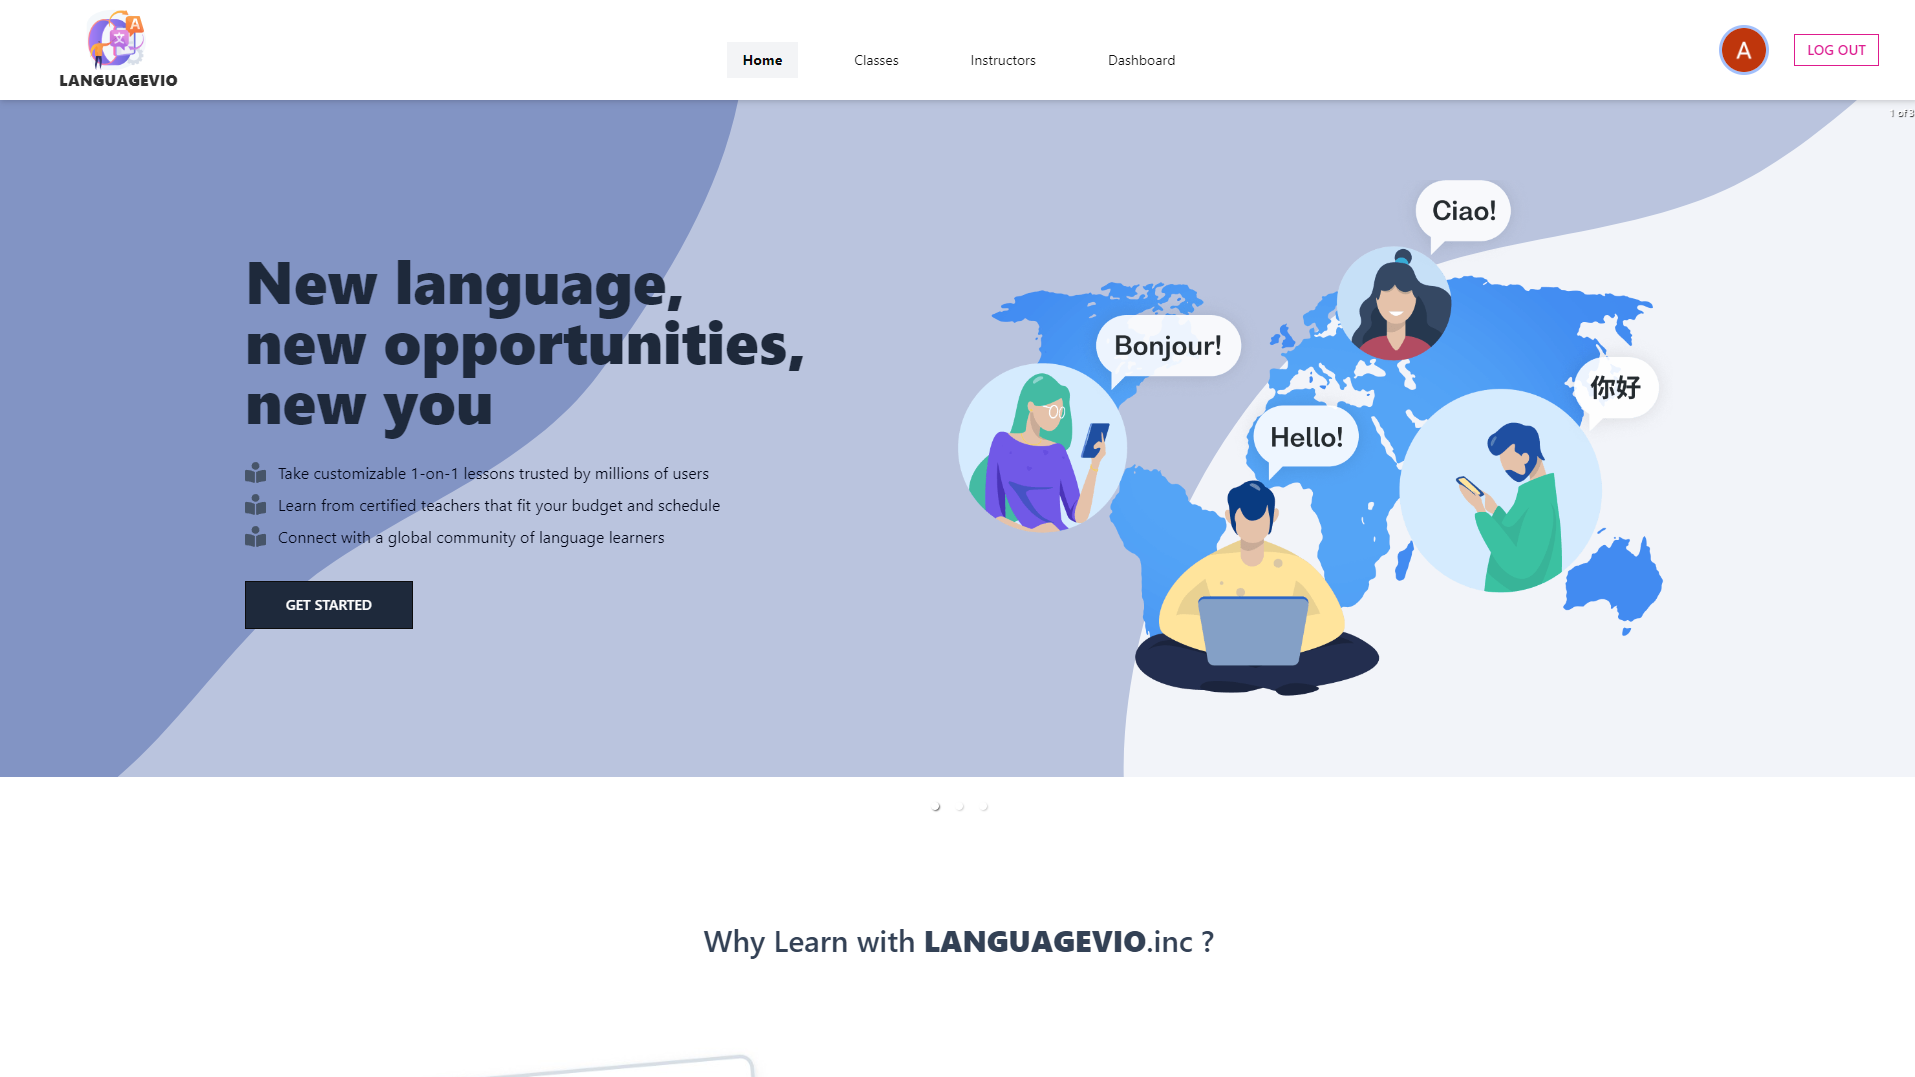 LANGUAGEVIO
Home
Classes
Instructors
Dashboard
A
LOG OUT
1 of 3
New language,
new opportunities,
new you
Take customizable 1-on-1 lessons trusted by millions of users
Learn from certified teachers that fit your budget and schedule
Connect with a global community of language learners
GET STARTED
Ciao!
Bonjour!
你好
Hello!
Why Learn with LANGUAGEVIO.inc ?